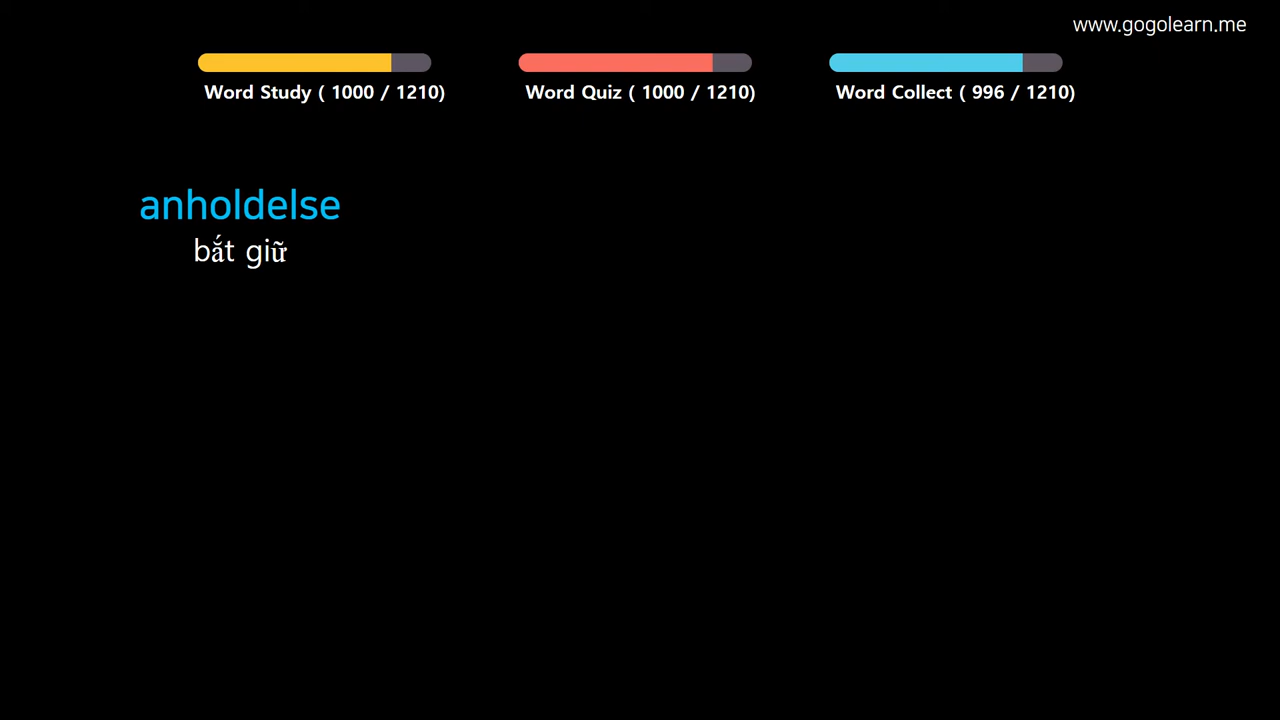 www.gogolearn.me
Word Study ( 1000 / 1210)
Word Quiz ( 1000 / 1210)
Word Collect ( 996 / 1210)
anholdelse
bắt giữ